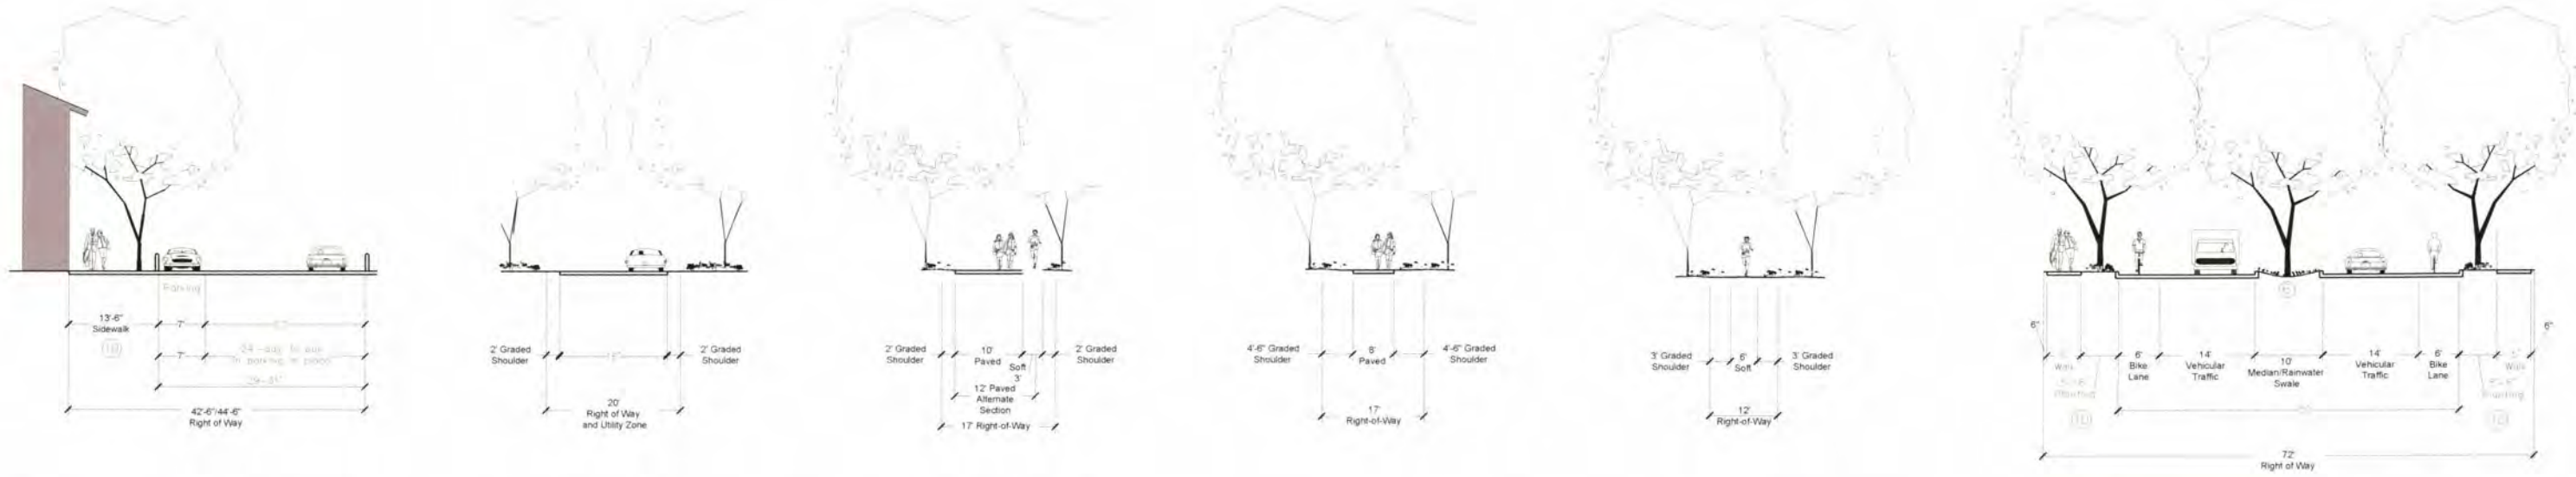 Parking
13'-6"
Sidewalk
7'
7'
24'-
42'-6"/44'-6"
Right of Way
2' Graded
Shoulder
2' Graded
Shoulder
20'
Right of Way
and Utility Zone
2' Graded
Shoulder
10'
Paved
Soft
3'
2' Graded
Shoulder
12' Paved
Alternate
Section
17' Right-of-Way
4'-6" Graded
Shoulder
8'
Paved
4'-6" Graded
Shoulder
17'
Right-of-Way
3' Graded
Shoulder
6'
Soft
3' Graded
Shoulder
12'
Right-of-Way
6"
6"
Walk
6'
Bike
Lane
14'
Vehicular
Traffic
10'
Median/Rainwater
Swale
14'
Vehicular
Traffic
6'
Bike
Lane
Walk
72'
Right of Way